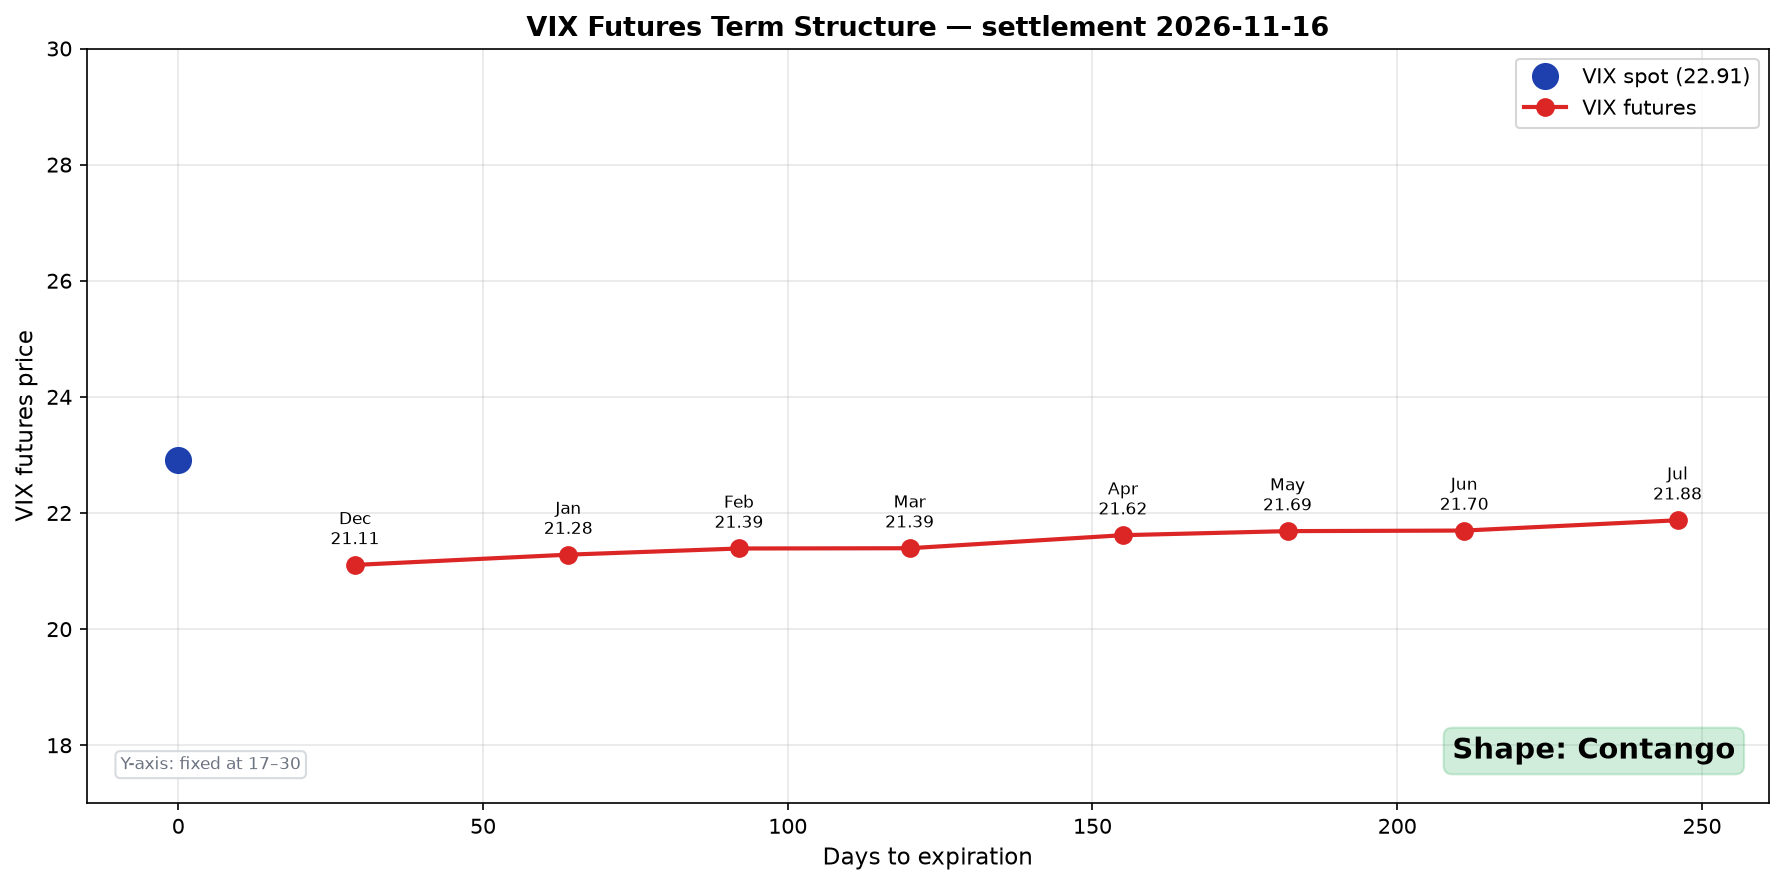 VIX Futures Term Structure — settlement 2026-11-16
VIX spot (22.91)
VIX futures
VIX futures price
30
28
26
24
22
20
18
Dec
21.11
Jan
21.28
Feb
21.39
Mar
21.39
Apr
21.62
May
21.69
Jun
21.70
Jul
21.88
Y-axis: fixed at 17–30
Shape: Contango
0
50
100
150
200
250
Days to expiration